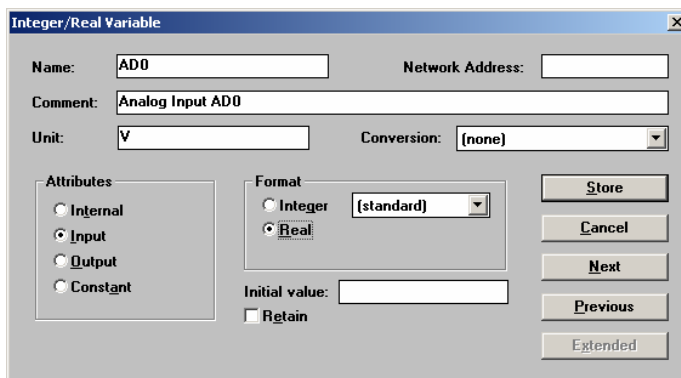 Integer/Real Variable
Name: AD0 Network Address:
Comment: Analog Input AD0
Unit: V Conversion: (none)
Attributes
Internal
Input
Output
Constant
Format
Integer (standard)
Real
Initial value:
Retain
Store
Cancel
Next
Previous
Extended